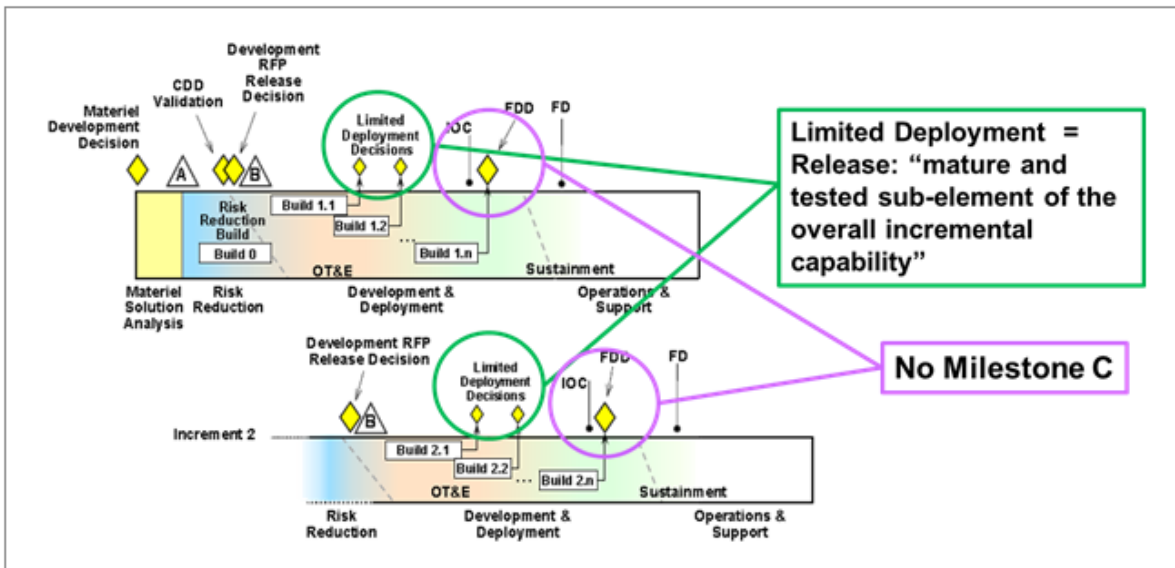 Materiel
Development
Decision
CDD
Validation
Development
RFP
Release
Decision
A
B
Limited
Deployment
Decisions
IOC
FDD
FD
Risk
Reduction
Build
Build 0
Build 1.1
Build 1.2
...
Build 1.n
OT&E
Sustainment
Materiel
Solution
Analysis
Risk
Reduction
Development &
Deployment
Operations &
Support
Limited Deployment =
Release: “mature and
tested sub-element of the
overall incremental
capability”
No Milestone C
Development RFP
Release Decision
B
Limited
Deployment
Decisions
IOC
FDD
FD
Increment 2
Build 2.1
Build 2.2
...
Build 2.n
OT&E
Sustainment
Risk
Reduction
Development &
Deployment
Operations &
Support